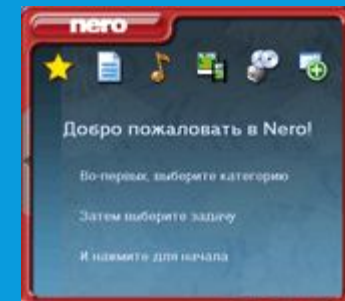 nero
Добро пожаловать в Nero!
Во-первых, выберите категорию
Затем выберите задачу
И нажмите для начала